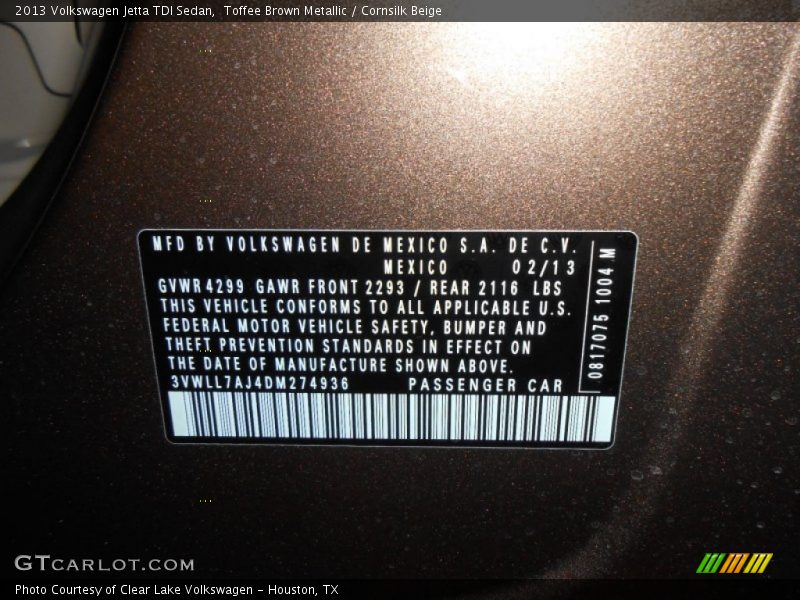 2013 Volkswagen Jetta TDI Sedan,  Toffee Brown Metallic / Cornsilk Beige
MFD BY VOLKSWAGEN DE MEXICO S.A. DE C.V.
MEXICO 02/13
GVWR 4299 GAWR FRONT 2293 / REAR 2116 LBS
THIS VEHICLE CONFORMS TO ALL APPLICABLE U.S.
FEDERAL MOTOR VEHICLE SAFETY, BUMPER AND
THEFT PREVENTION STANDARDS IN EFFECT ON
THE DATE OF MANUFACTURE SHOWN ABOVE.
3VWLL7AJ4DM274936 PASSENGER CAR
0817075 1004 M
GTCARLOT.COM
Photo Courtesy of Clear Lake Volkswagen - Houston, TX